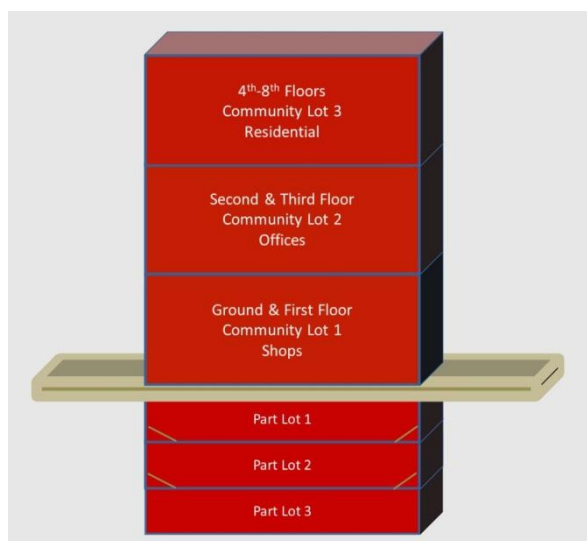 4th-8th Floors
Community Lot 3
Residential
Second & Third Floor
Community Lot 2
Offices
Ground & First Floor
Community Lot 1
Shops
Part Lot 1
Part Lot 2
Part Lot 3